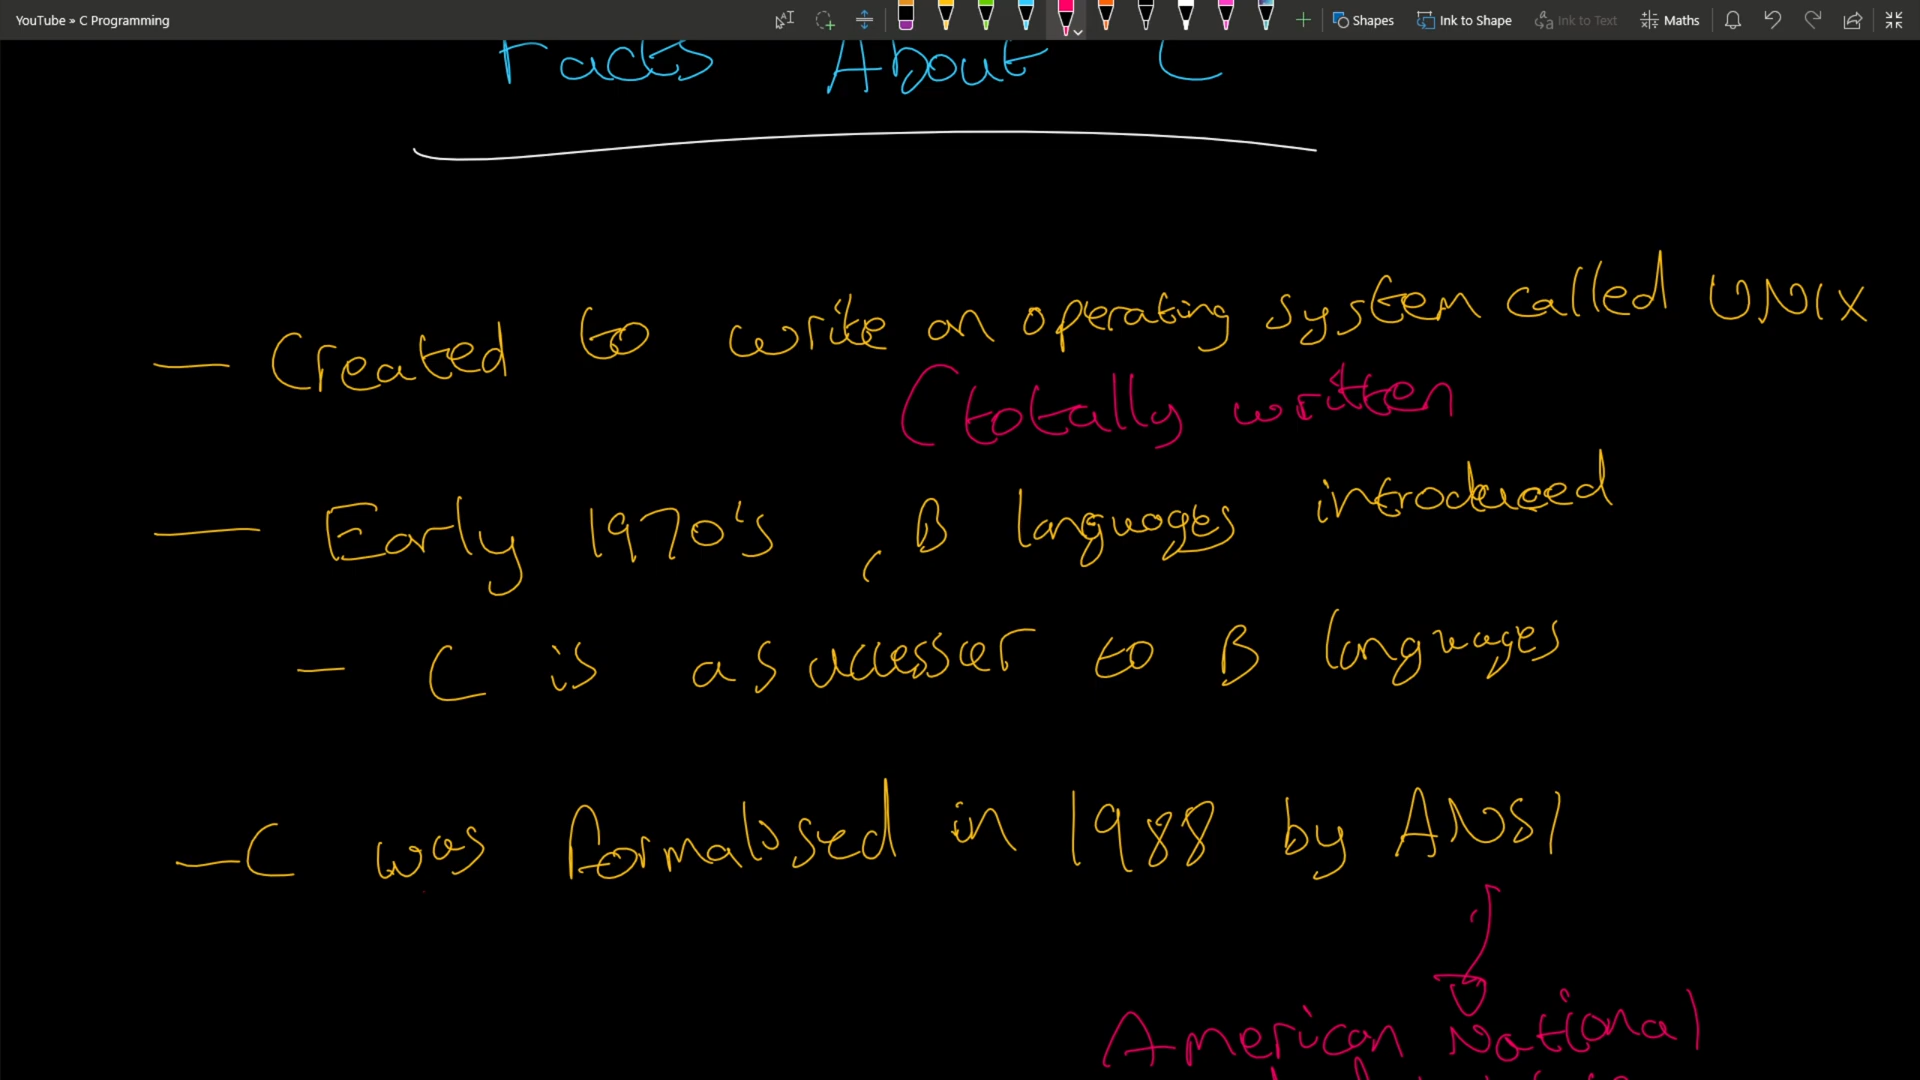 YouTube » C Programming
Shapes Ink to Shape Ink to Text Maths
Facts About C
— Created to write an operating system called UNIX
(totally written
— Early 1970's , B languages introduced
— C is a successer to B languages
— C was formalised in 1988 by ANSI
American National